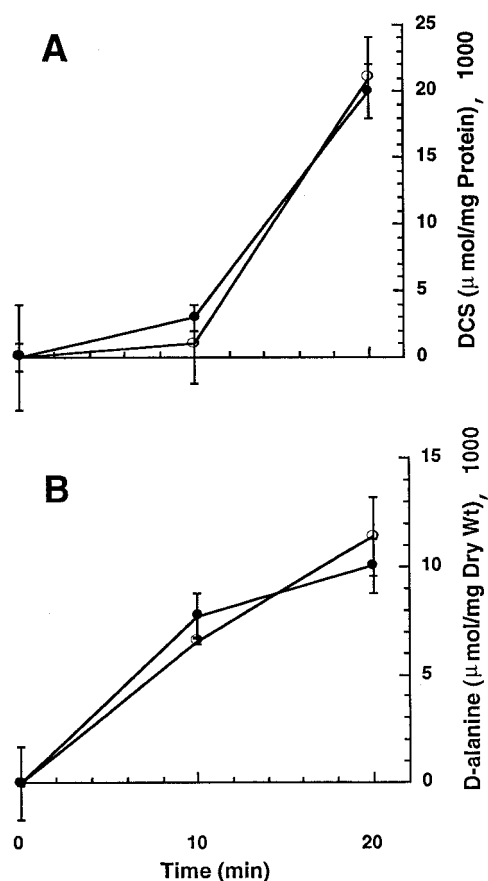 A
25
20
15
10
5
0
DCS (μ mol/mg Protein), 1000
B
15
10
5
0
D-alanine (μ mol/mg Dry Wt), 1000
0 10 20
Time (min)